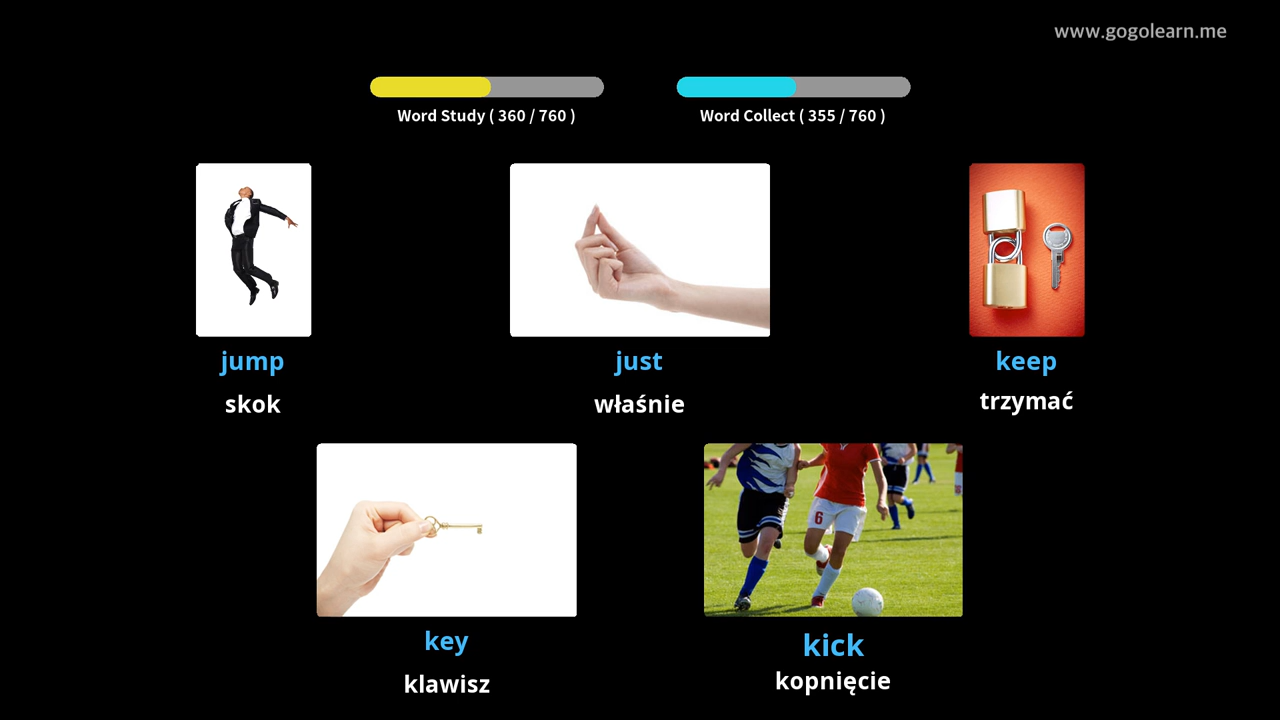 www.gogolearn.me
Word Study ( 360 / 760 )
Word Collect ( 355 / 760 )
jump
just
keep
skok
właśnie
trzymać
6
key
kick
klawisz
kopnięcie